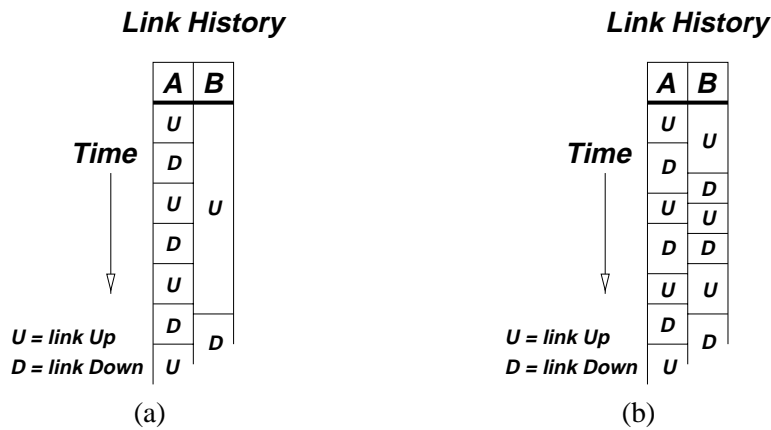 Link History
A B
U
D
U
D
U
D
U
U
D
Time
U = link Up
D = link Down
(a)
Link History
A B
U
D
U
D
U
D
U
U
D
U
D
U
D
Time
U = link Up
D = link Down
(b)